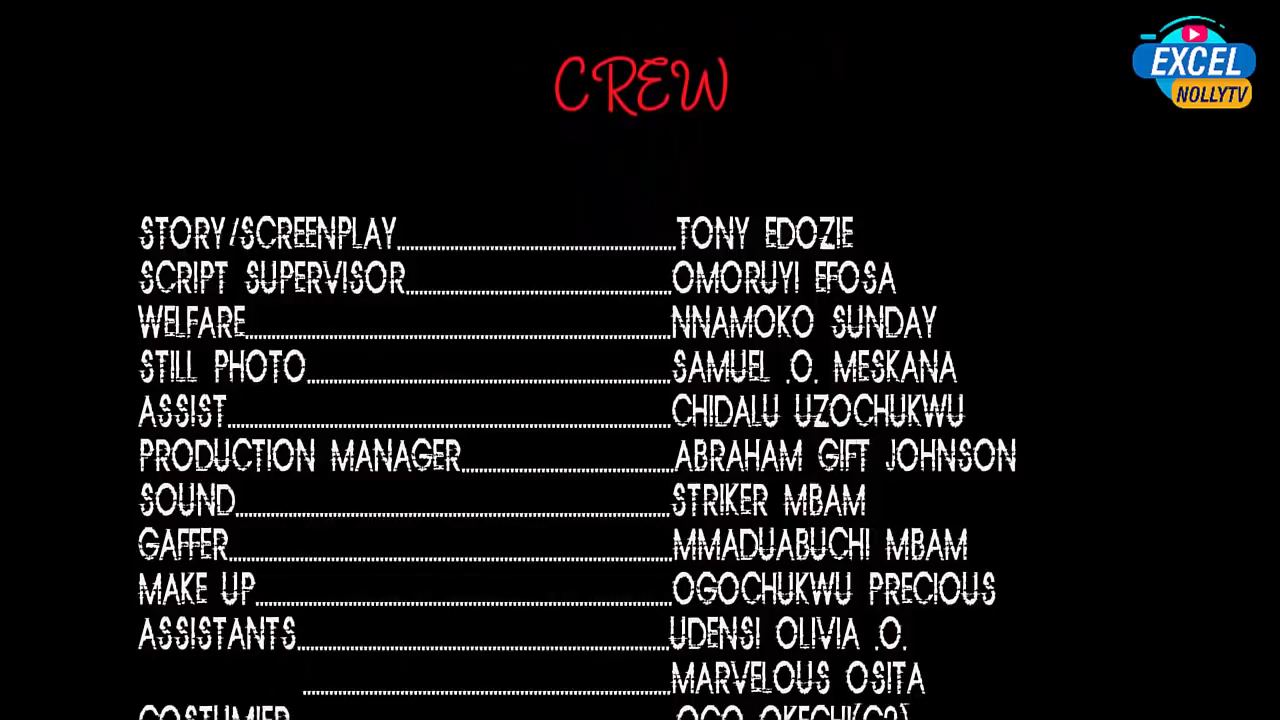 EXCEL
NOLLYTV
CREW
STORY/SCREENPLAY..........................................TONY EDOZIE
SCRIPT SUPERVISOR........................................OMORUYI EFOSA
WELFARE................................................................NNAMOKO SUNDAY
STILL PHOTO.......................................................SAMUEL .O. MESKANA
ASSIST...................................................................CHIDALU UZOCHUKWU
PRODUCTION MANAGER................................ABRAHAM GIFT JOHNSON
SOUND..................................................................STRIKER MBAM
GAFFER...................................................................MMADUABUCHI MBAM
MAKE UP...............................................................OGOCHUKWU PRECIOUS
ASSISTANTS........................................................UDENSI OLIVIA .O.
.......................................................MARVELOUS OSITA
COSTUMIER